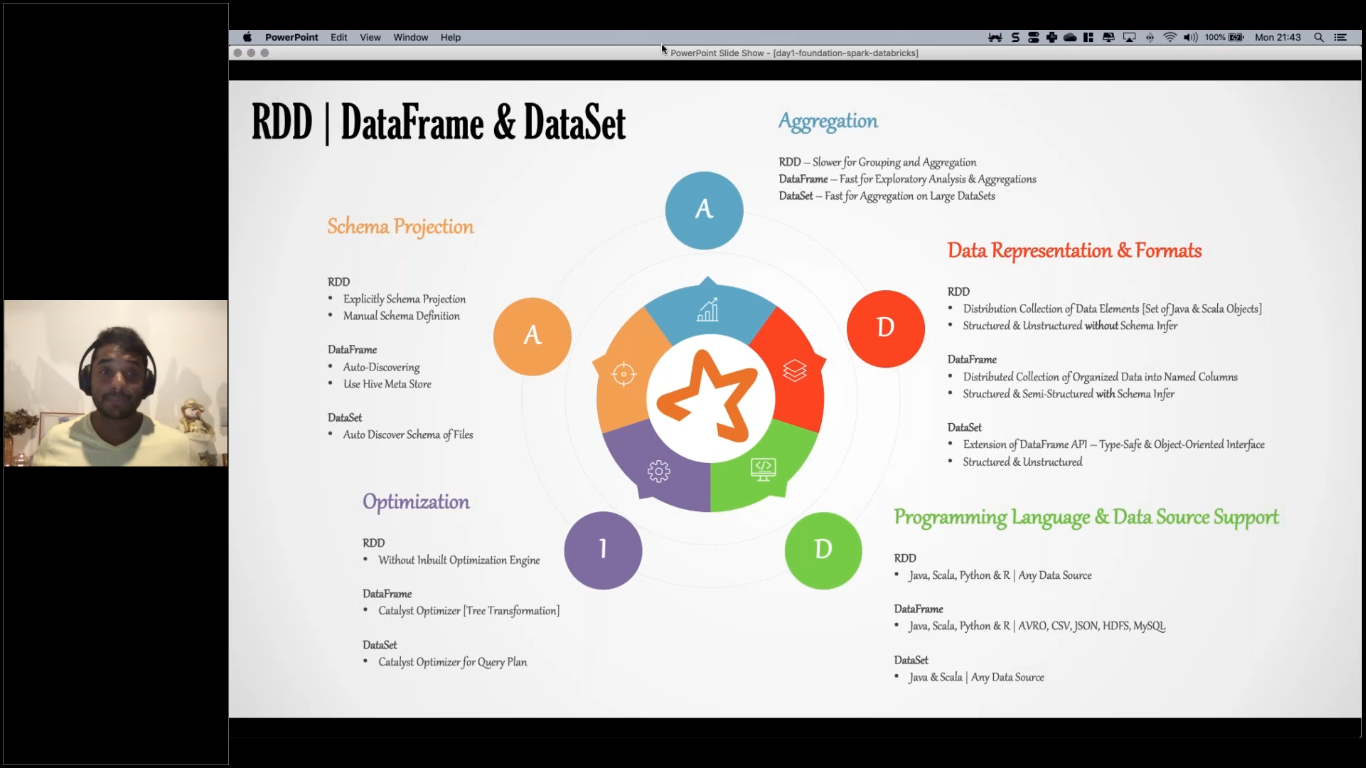 PowerPoint Edit View Window Help
100% Mon 21:43
PowerPoint Slide Show - [day1-foundation-spark-databricks]
RDD | DataFrame & DataSet
Aggregation
RDD – Slower for Grouping and Aggregation
DataFrame – Fast for Exploratory Analysis & Aggregations
DataSet – Fast for Aggregation on Large DataSets
A
Schema Projection
RDD
• Explicitly Schema Projection
• Manual Schema Definition
DataFrame
• Auto-Discovering
• Use Hive Meta Store
DataSet
• Auto Discover Schema of Files
A
D
Data Representation & Formats
RDD
• Distribution Collection of Data Elements [Set of Java & Scala Objects]
• Structured & Unstructured without Schema Infer
DataFrame
• Distributed Collection of Organized Data into Named Columns
• Structured & Semi-Structured with Schema Infer
DataSet
• Extension of DataFrame API – Type-Safe & Object-Oriented Interface
• Structured & Unstructured
Optimization
RDD
• Without Inbuilt Optimization Engine
DataFrame
• Catalyst Optimizer [Tree Transformation]
DataSet
• Catalyst Optimizer for Query Plan
I
D
Programming Language & Data Source Support
RDD
• Java, Scala, Python & R | Any Data Source
DataFrame
• Java, Scala, Python & R | AVRO, CSV, JSON, HDFS, MySQL
DataSet
• Java & Scala | Any Data Source